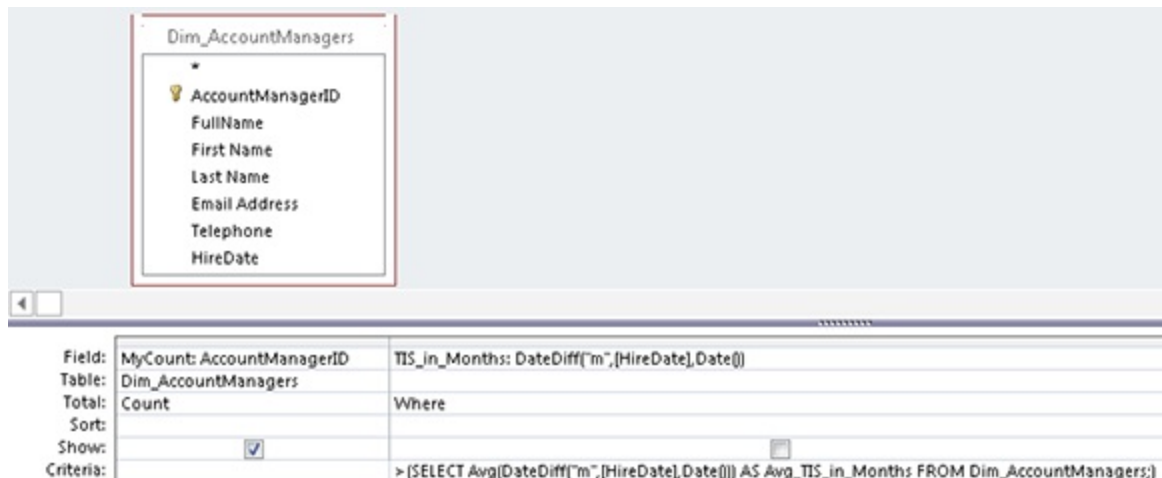 Dim_AccountManagers
*
AccountManagerID
FullName
First Name
Last Name
Email Address
Telephone
HireDate
Field: MyCount: AccountManagerID TIS_in_Months: DateDiff("m",[HireDate],Date())
Table: Dim_AccountManagers
Total: Count Where
Sort:
Show:
Criteria: >(SELECT Avg(DateDiff("m",[HireDate],Date())) AS Avg_TIS_in_Months FROM Dim_AccountManagers;)